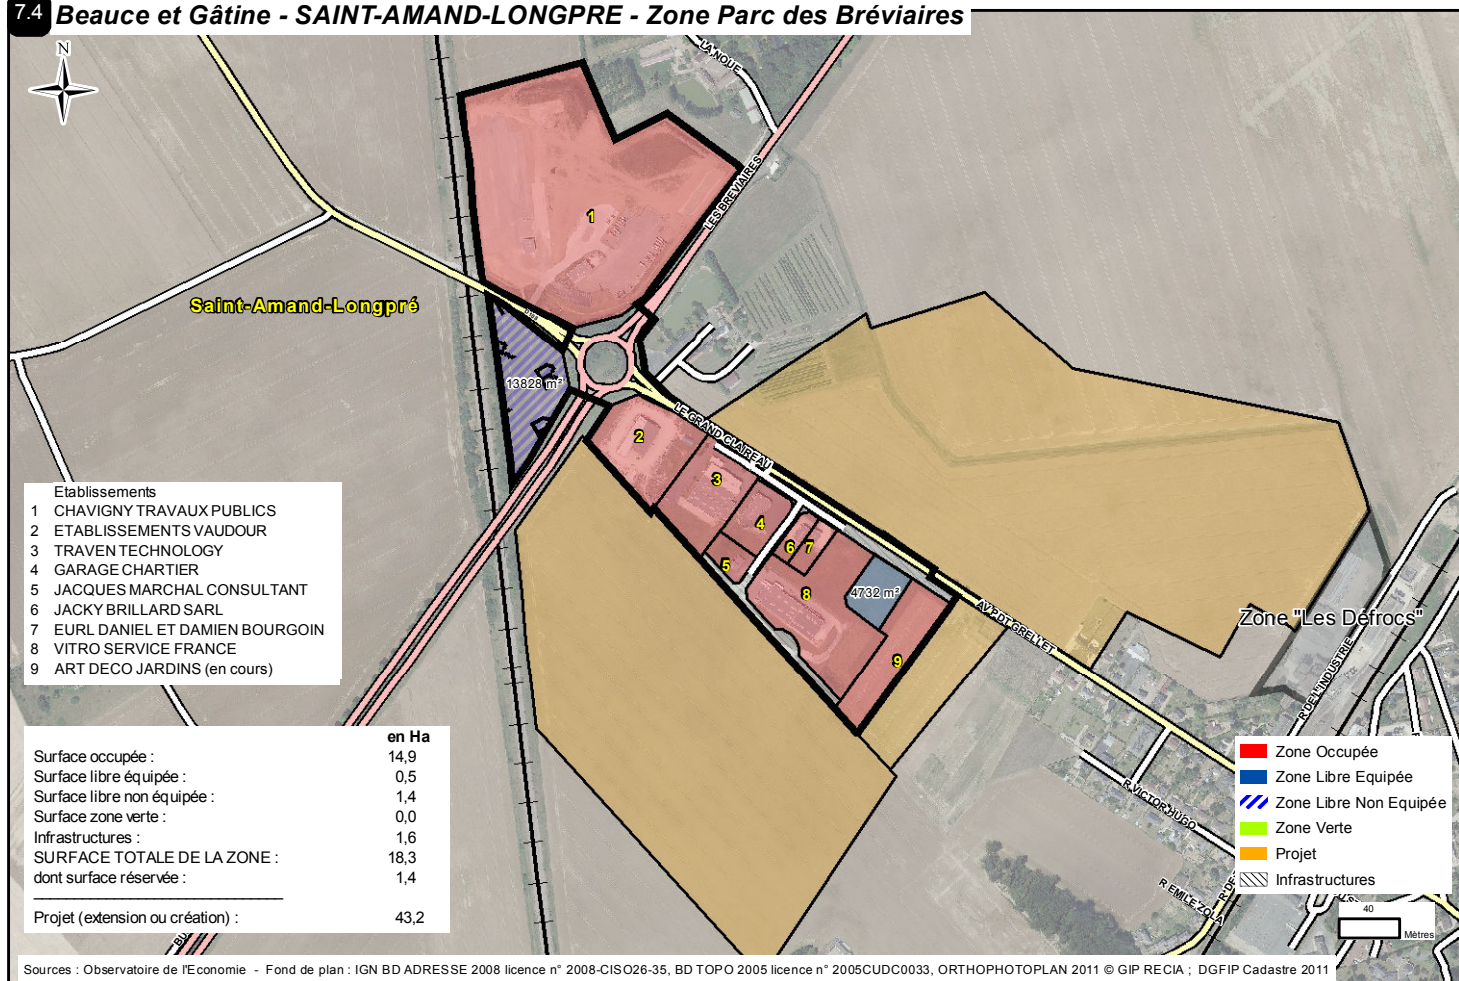 7.4 Beauce et Gâtine - SAINT-AMAND-LONGPRE - Zone Parc des Bréviaires
N
LA NOUE
LES BREVIAIRES
1
Saint-Amand-Longpré
13828 m²
LE GRAND CLAIREAU
2
3
4
5
6
7
8
4732 m²
9
AV PDT GRELLET
Zone "Les Défrocs"
R DE L'INDUSTRIE
R VICTOR HUGO
R EMILE ZOLA
Etablissements
1 CHAVIGNY TRAVAUX PUBLICS
2 ETABLISSEMENTS VAUDOUR
3 TRAVEN TECHNOLOGY
4 GARAGE CHARTIER
5 JACQUES MARCHAL CONSULTANT
6 JACKY BRILLARD SARL
7 EURL DANIEL ET DAMIEN BOURGOIN
8 VITRO SERVICE FRANCE
9 ART DECO JARDINS (en cours)
en Ha
Surface occupée : 14,9
Surface libre équipée : 0,5
Surface libre non équipée : 1,4
Surface zone verte : 0,0
Infrastructures : 1,6
SURFACE TOTALE DE LA ZONE : 18,3
dont surface réservée : 1,4
Projet (extension ou création) : 43,2
Zone Occupée
Zone Libre Equipée
Zone Libre Non Equipée
Zone Verte
Projet
Infrastructures
40
Mètres
Sources : Observatoire de l'Economie - Fond de plan : IGN BD ADRESSE 2008 licence n° 2008-CISO26-35, BD TOPO 2005 licence n° 2005CUDC0033, ORTHOPHOTOPLAN 2011 © GIP RECIA ; DGFIP Cadastre 2011